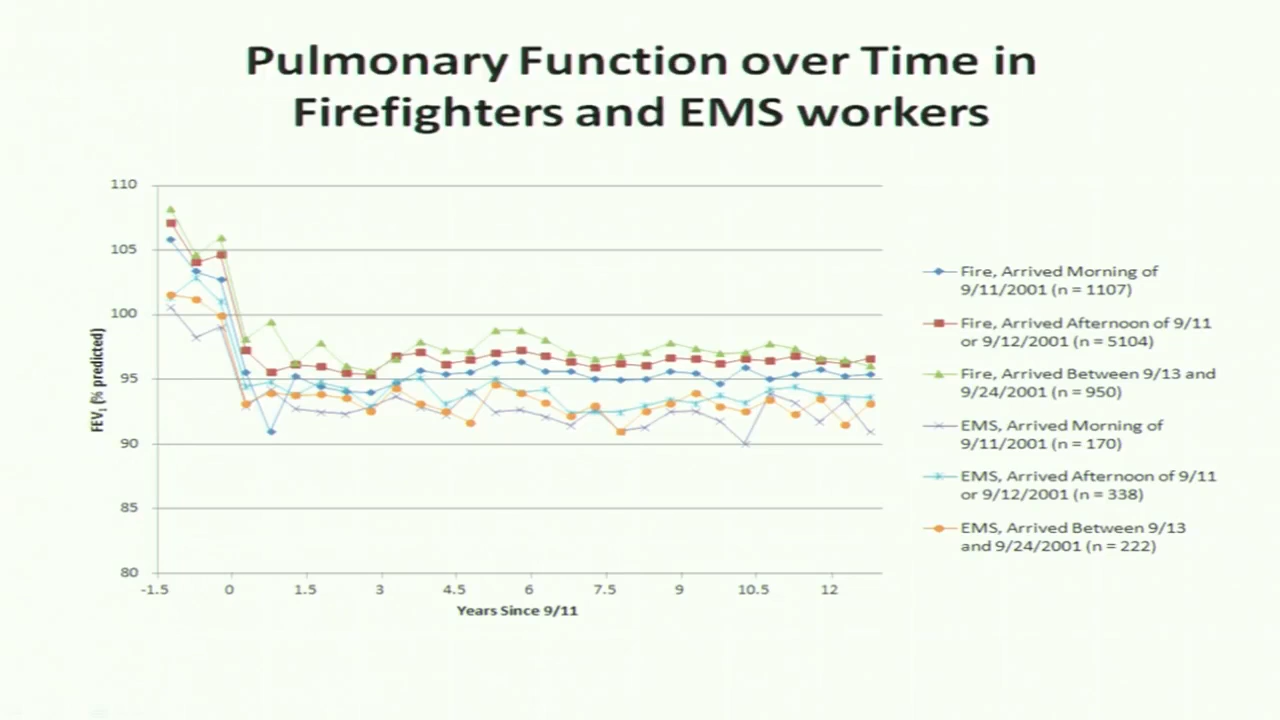 Pulmonary Function over Time in
Firefighters and EMS workers
110
105
100
95
90
85
80
FEV₁ (% predicted)
-1.5
0
1.5
3
4.5
6
7.5
9
10.5
12
Years Since 9/11
Fire, Arrived Morning of
9/11/2001 (n = 1107)
Fire, Arrived Afternoon of 9/11
or 9/12/2001 (n = 5104)
Fire, Arrived Between 9/13 and
9/24/2001 (n = 950)
EMS, Arrived Morning of
9/11/2001 (n = 170)
EMS, Arrived Afternoon of 9/11
or 9/12/2001 (n = 338)
EMS, Arrived Between 9/13
and 9/24/2001 (n = 222)